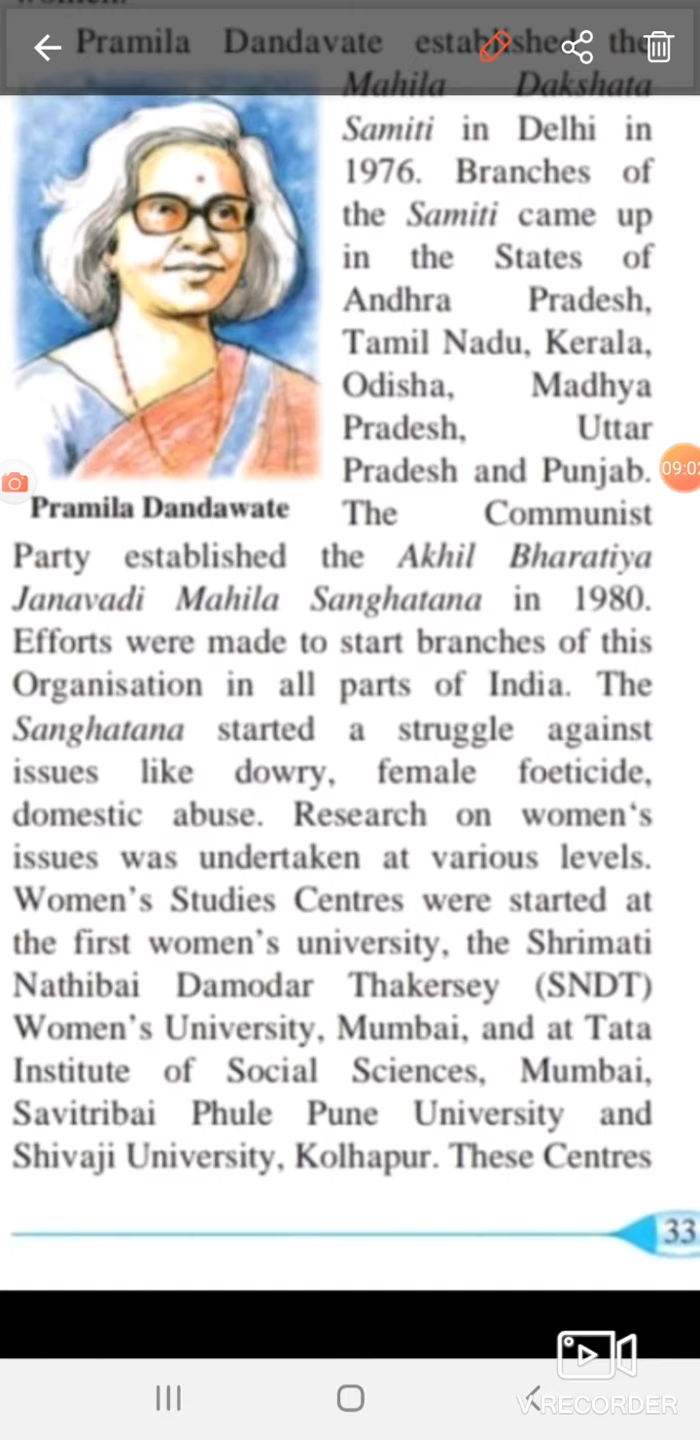 women.
Pramila Dandavate established the
Mahila Dakshata
Samiti in Delhi in
1976. Branches of
the Samiti came up
in the States of
Andhra Pradesh,
Tamil Nadu, Kerala,
Odisha, Madhya
Pradesh, Uttar
Pradesh and Punjab.
The Communist
Pramila Dandawate
Party established the Akhil Bharatiya
Janavadi Mahila Sanghatana in 1980.
Efforts were made to start branches of this
Organisation in all parts of India. The
Sanghatana started a struggle against
issues like dowry, female foeticide,
domestic abuse. Research on women‘s
issues was undertaken at various levels.
Women’s Studies Centres were started at
the first women’s university, the Shrimati
Nathibai Damodar Thakersey (SNDT)
Women’s University, Mumbai, and at Tata
Institute of Social Sciences, Mumbai,
Savitribai Phule Pune University and
Shivaji University, Kolhapur. These Centres
33
V RECORDER